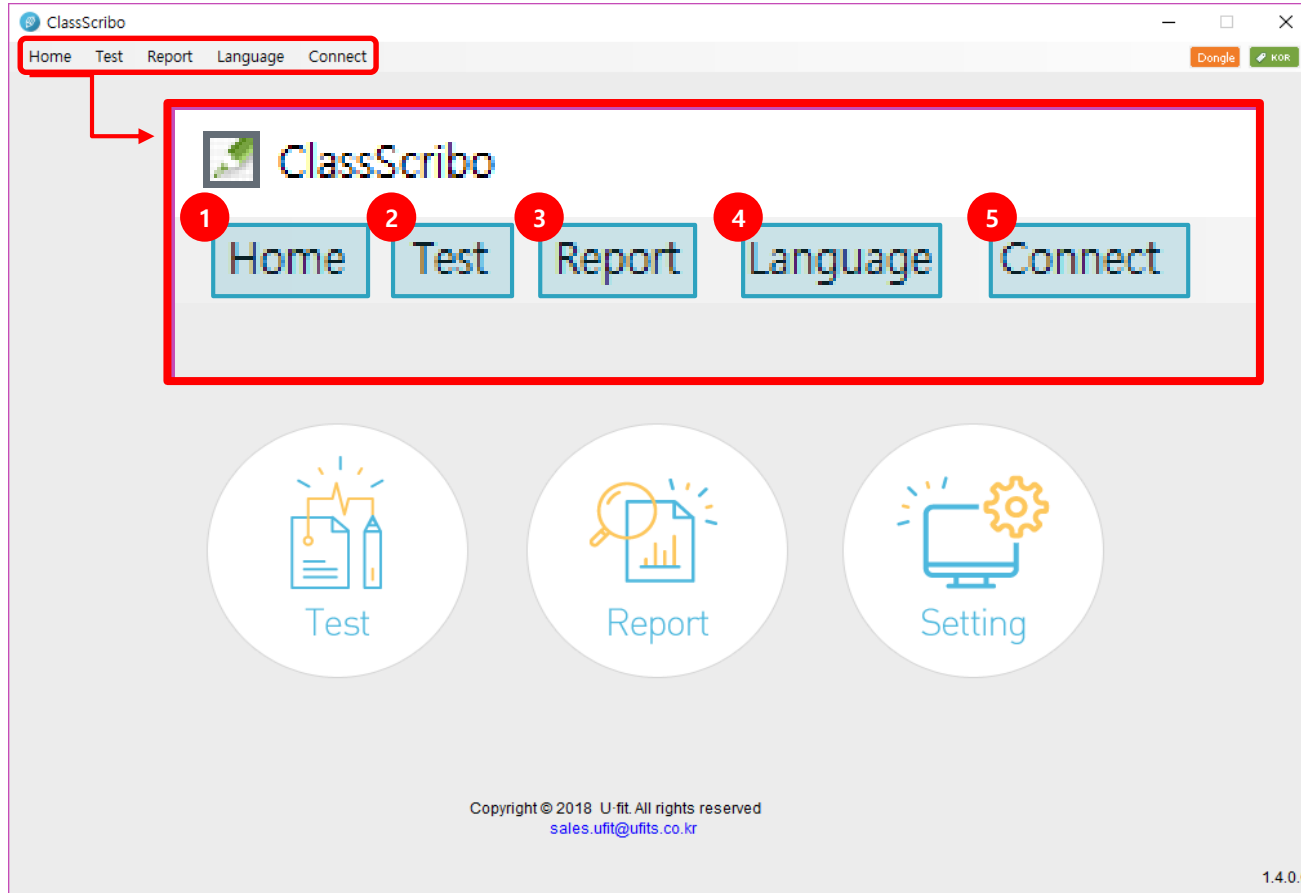 ClassScribo
Home Test Report Language Connect
Dongle KOR
ClassScribo
1 2 3 4 5
Home Test Report Language Connect
Test Report Setting
Copyright © 2018 U·fit. All rights reserved
sales.ufit@ufits.co.kr
1.4.0.